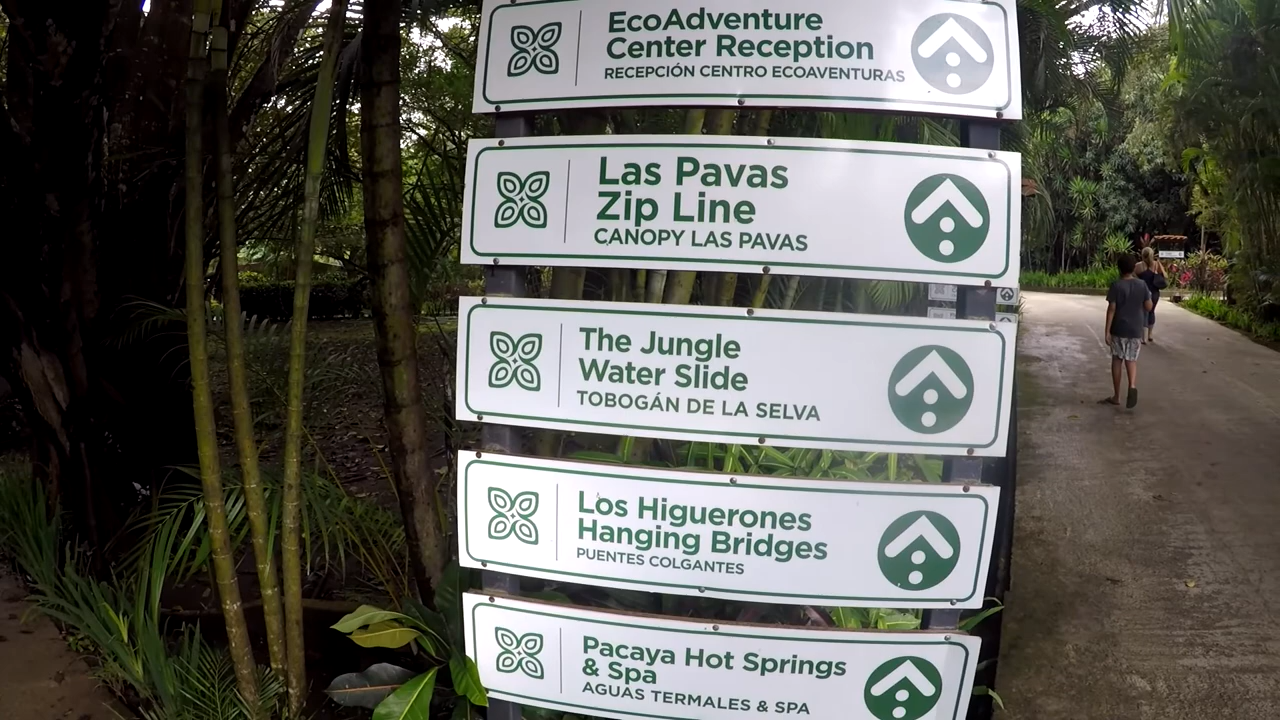 EcoAdventure
Center Reception
RECEPCIÓN CENTRO ECOAVENTURAS
Las Pavas
Zip Line
CANOPY LAS PAVAS
The Jungle
Water Slide
TOBOGÁN DE LA SELVA
Los Higuerones
Hanging Bridges
PUENTES COLGANTES
Pacaya Hot Springs
& Spa
AGUAS TERMALES & SPA